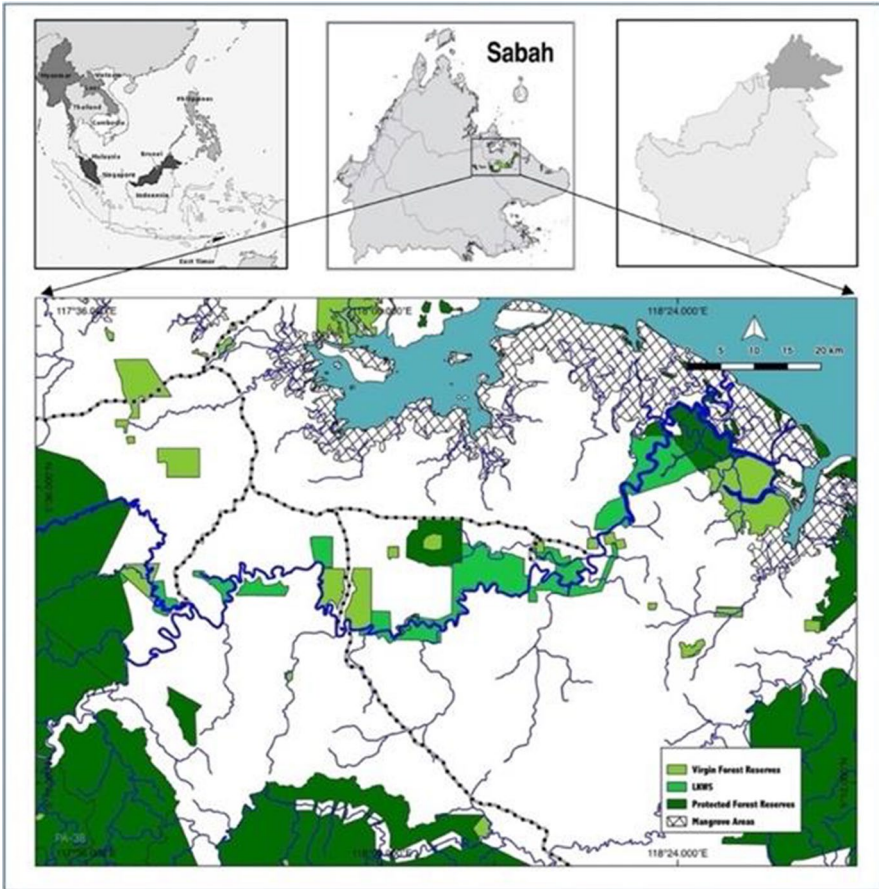 Myanmar
Laos
Vietnam
Thailand
Cambodia
Philippines
Malaysia
Brunei
Singapore
Indonesia
East Timor
Sabah
117°36.000'E
118°24.000'E
5
10
15
20 km
Virgin Forest Reserves
LKWS
Protected Forest Reserves
Mangrove Areas
118°24.000'E